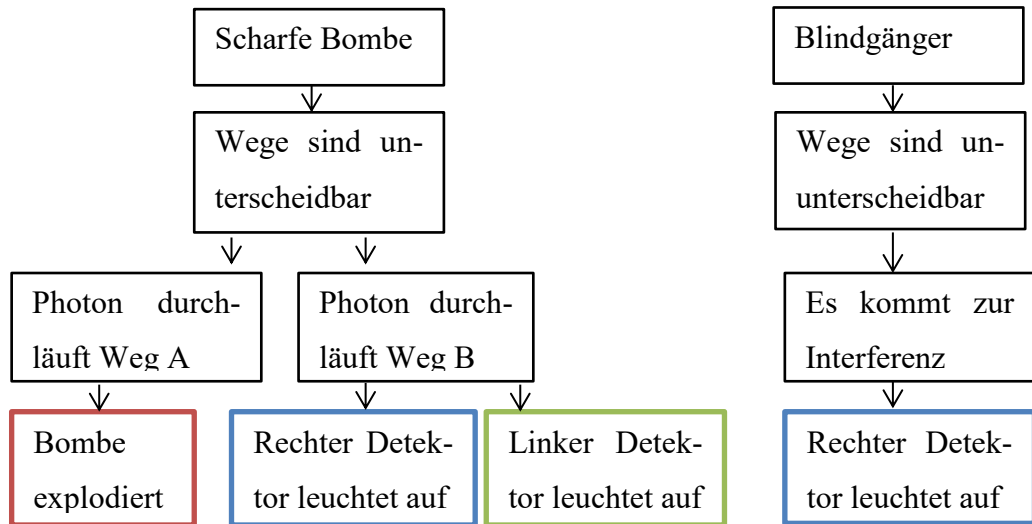 Scharfe Bombe
Blindgänger
Wege sind un-
terscheidbar
Wege sind un-
unterscheidbar
Photon durch-
läuft Weg A
Photon durch-
läuft Weg B
Es kommt zur
Interferenz
Bombe
explodiert
Rechter Detek-
tor leuchtet auf
Linker Detek-
tor leuchtet auf
Rechter Detek-
tor leuchtet auf